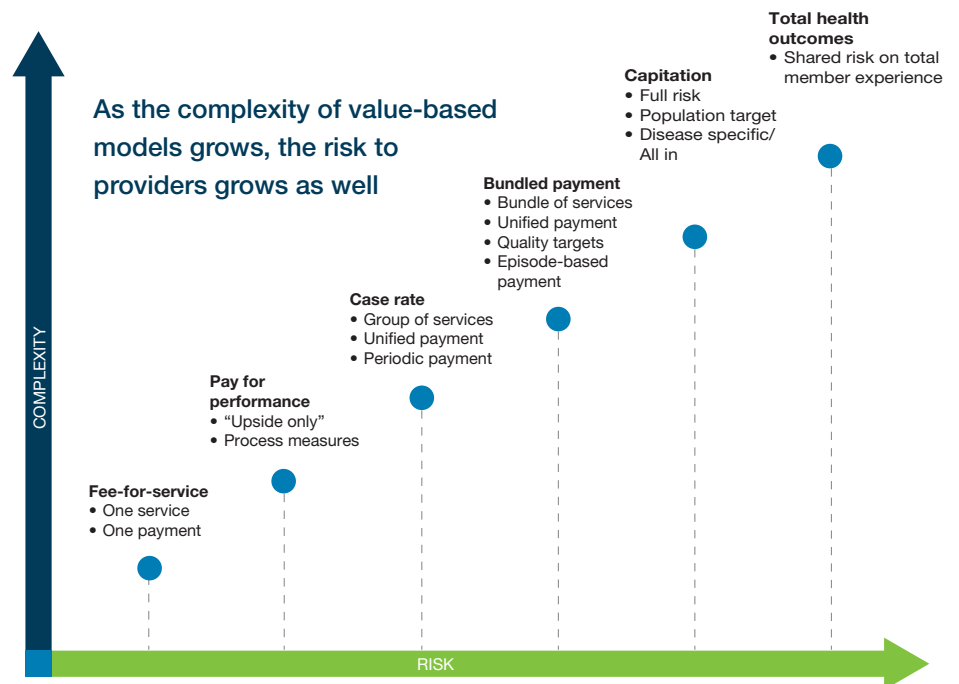 As the complexity of value-based
models grows, the risk to
providers grows as well
COMPLEXITY
Fee-for-service
• One service
• One payment
Pay for
performance
• “Upside only”
• Process measures
Case rate
• Group of services
• Unified payment
• Periodic payment
Bundled payment
• Bundle of services
• Unified payment
• Quality targets
• Episode-based
payment
Capitation
• Full risk
• Population target
• Disease specific/
All in
Total health
outcomes
• Shared risk on total
member experience
RISK